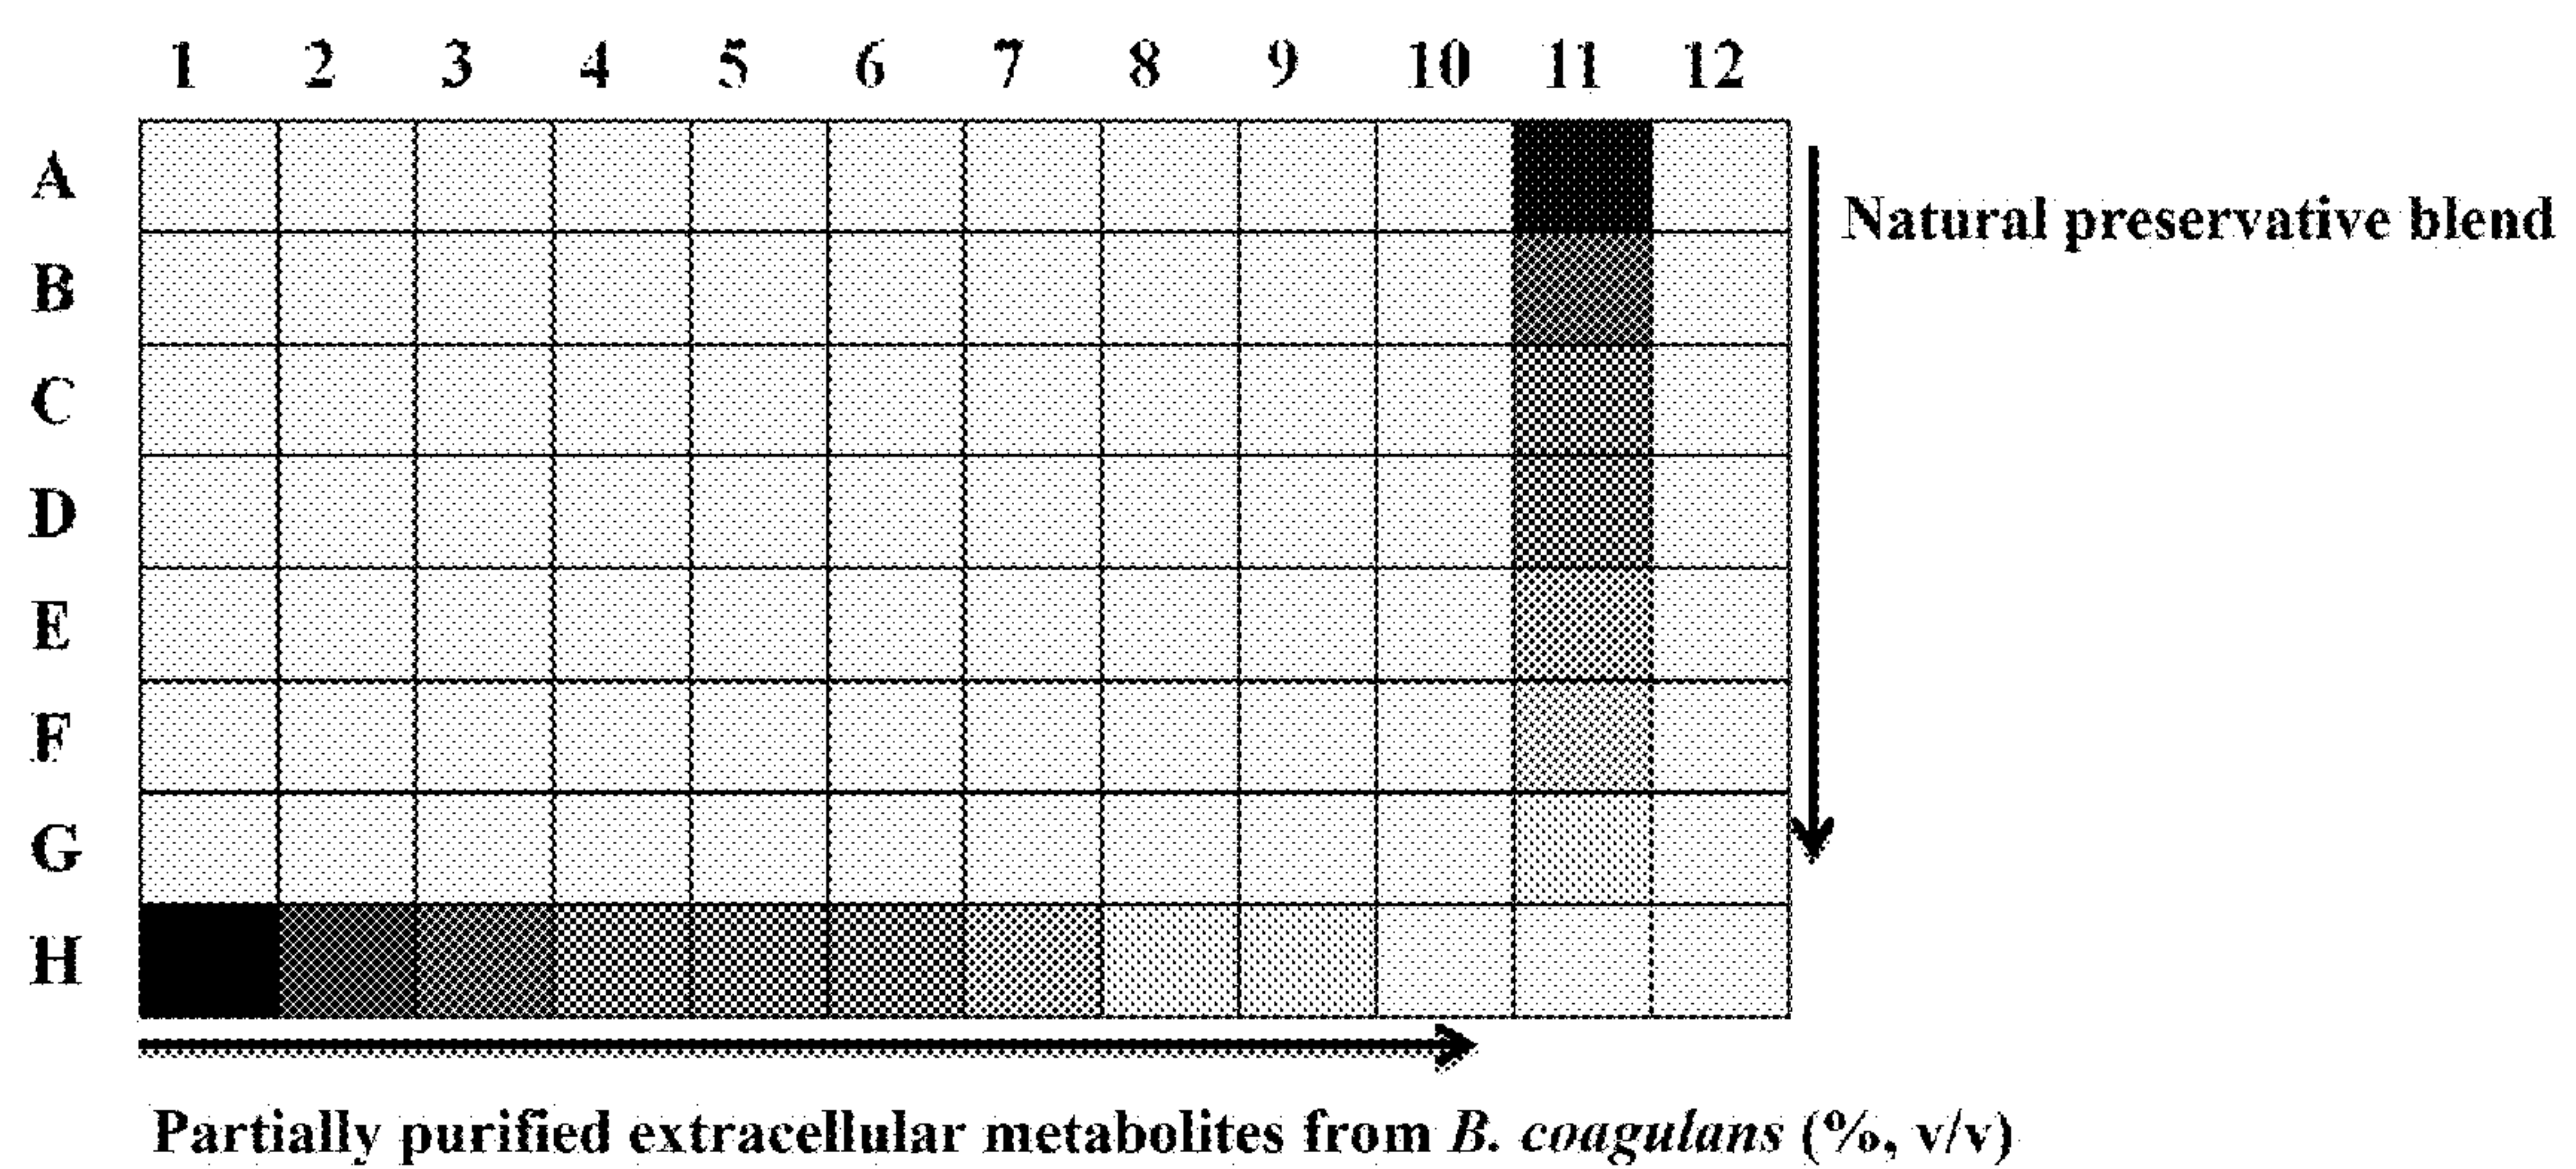 1 2 3 4 5 6 7 8 9 10 11 12
A
Natural preservative blend
B
C
D
E
F
G
H
Partially purified extracellular metabolites from B. coagulans (%, v/v)